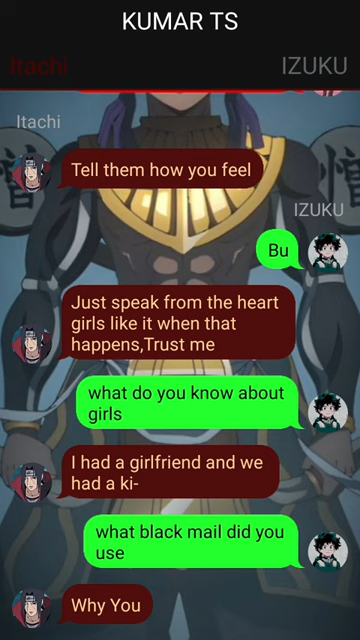 KUMAR TS
Itachi
IZUKU
Itachi
憎
憎
Tell them how you feel
IZUKU
Bu
Just speak from the heart
girls like it when that
happens,Trust me
what do you know about
girls
I had a girlfriend and we
had a ki-
what black mail did you
use
Why You